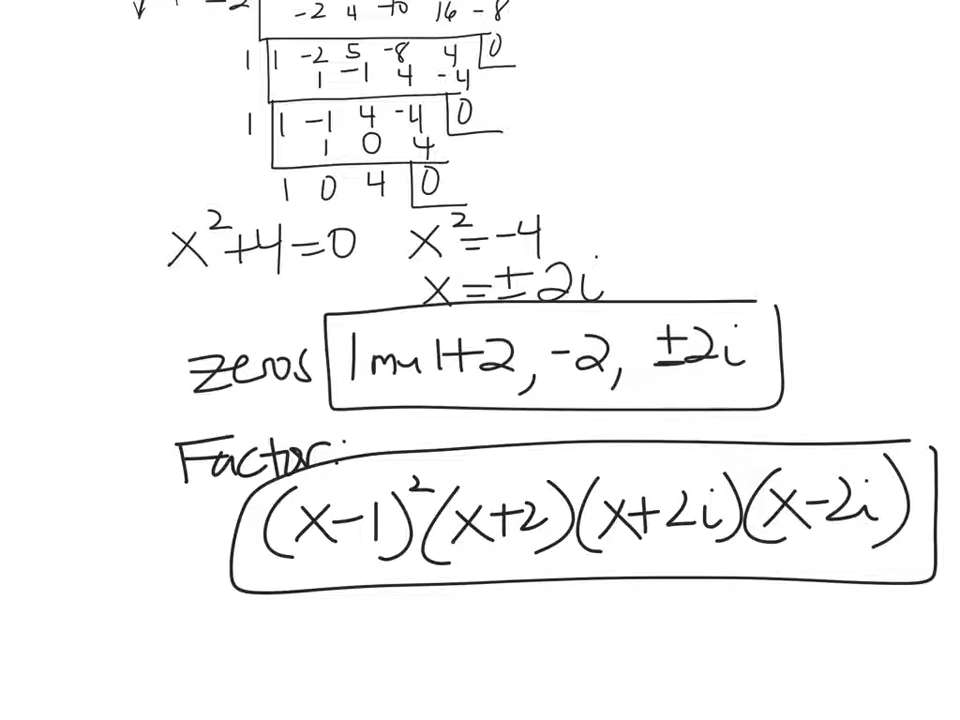 -2 -2 4 -10 16 -8
1 1 -2 5 -8 4 0
1 -1 4 -4
1 1 -1 4 -4 0
1 0 4
1 0 4 0
x²+4=0 x²=-4
x=±2i
zeros 1 mult 2, -2, ±2i
Factor:
(x-1)²(x+2)(x+2i)(x-2i)